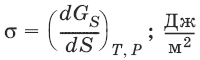 σ = (dG_S / dS)_{T, P} ; Дж/м²